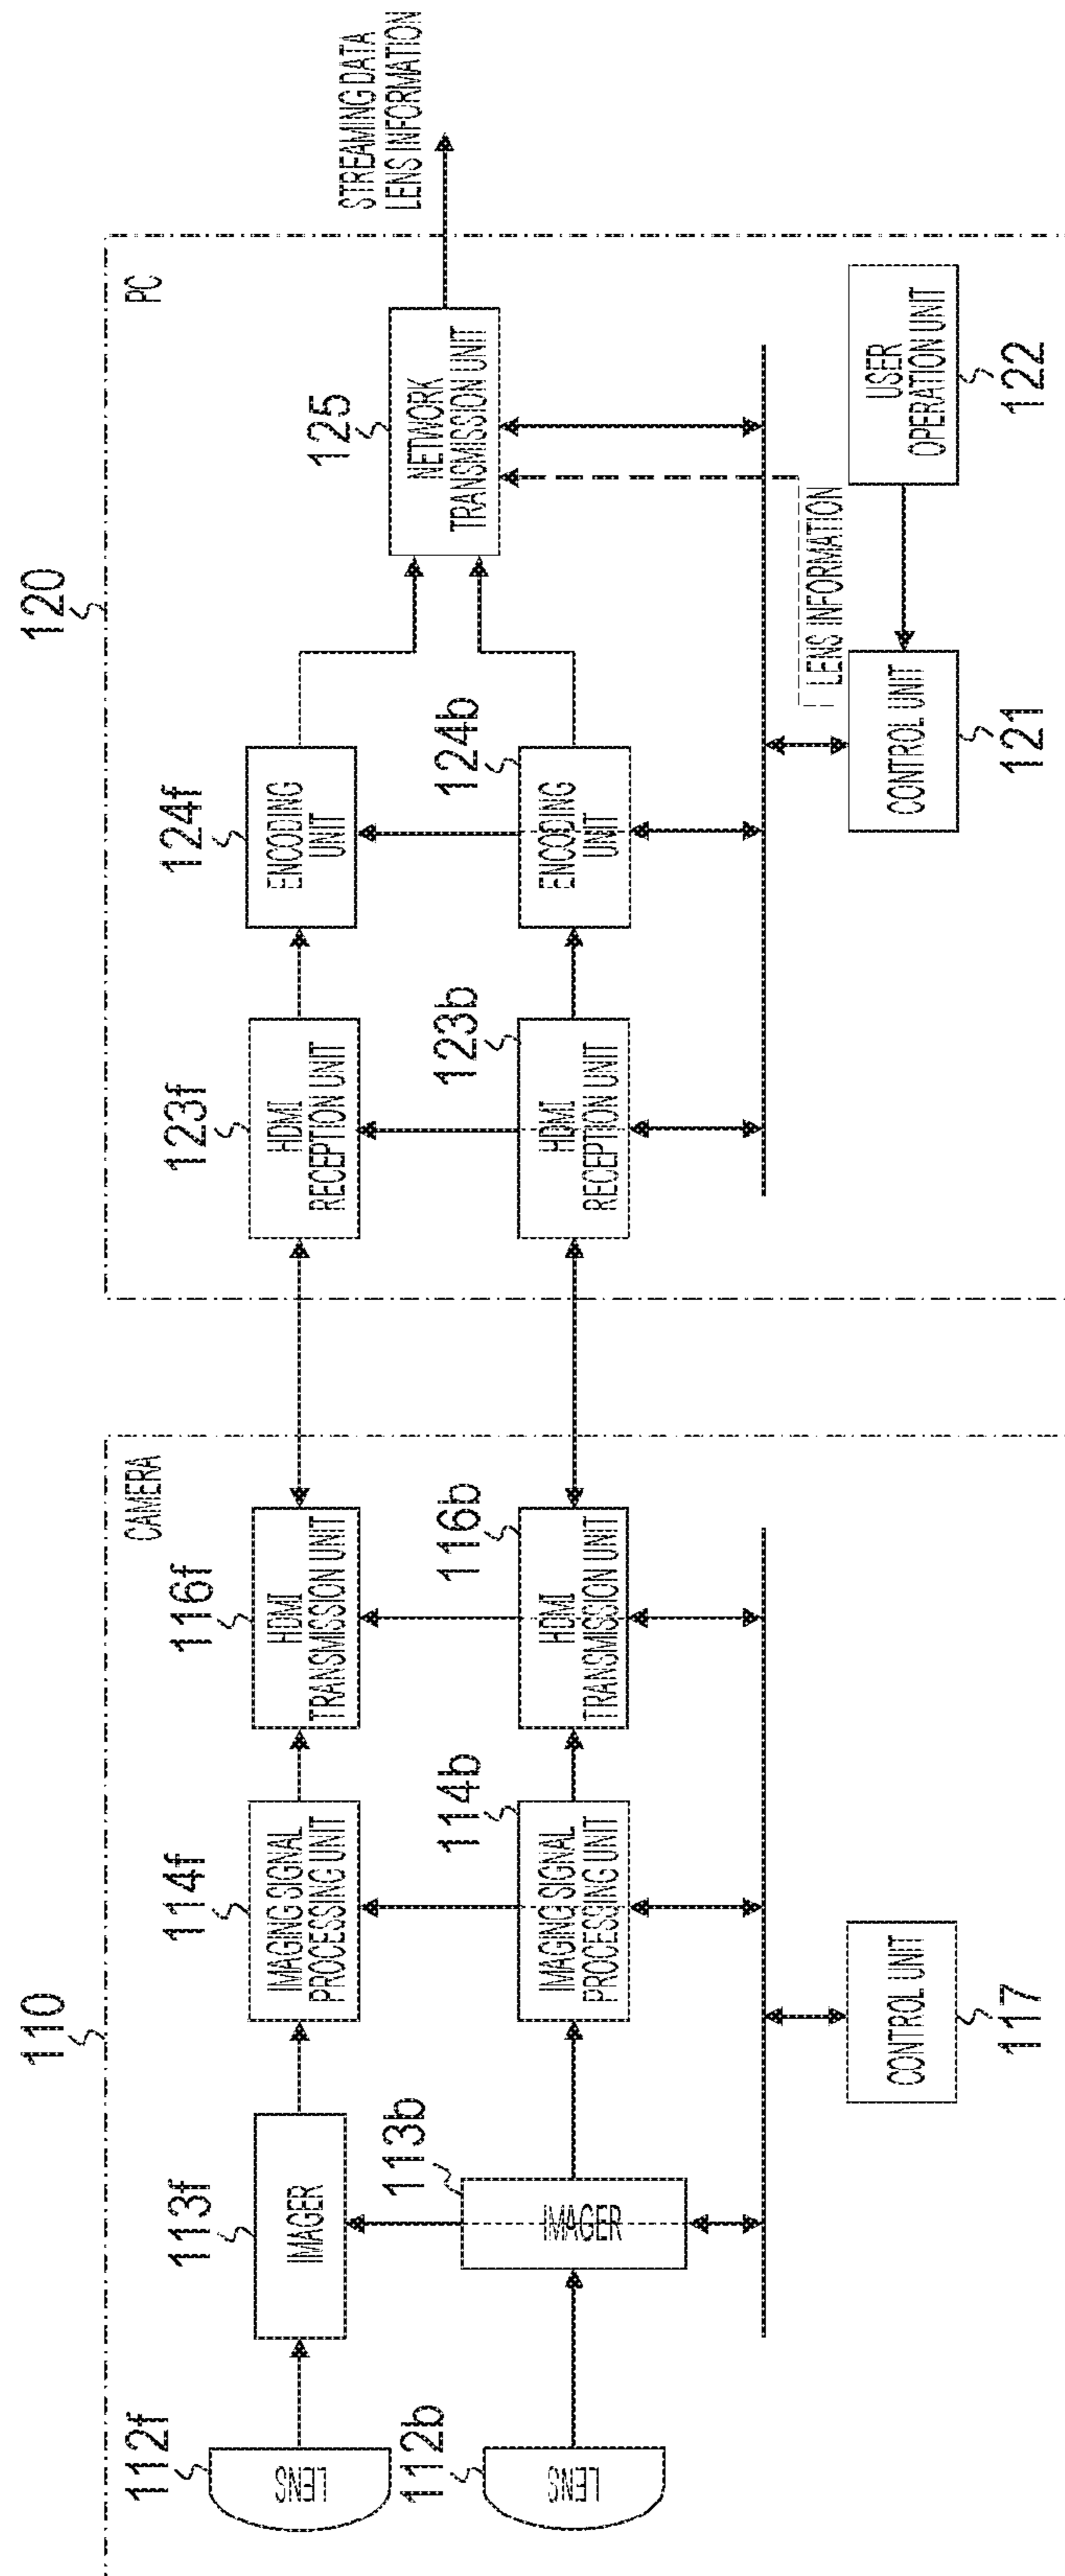 110
120
CAMERA
PC
112f
LENS
113f
IMAGER
114f
IMAGING SIGNAL
PROCESSING UNIT
116f
HDMI
TRANSMISSION UNIT
123f
HDMI
RECEPTION UNIT
124f
ENCODING
UNIT
125
NETWORK
TRANSMISSION UNIT
STREAMING DATA
LENS INFORMATION
112b
LENS
113b
IMAGER
114b
IMAGING SIGNAL
PROCESSING UNIT
116b
HDMI
TRANSMISSION UNIT
123b
HDMI
RECEPTION UNIT
124b
ENCODING
UNIT
LENS INFORMATION
CONTROL UNIT
117
CONTROL UNIT
121
USER
OPERATION UNIT
122